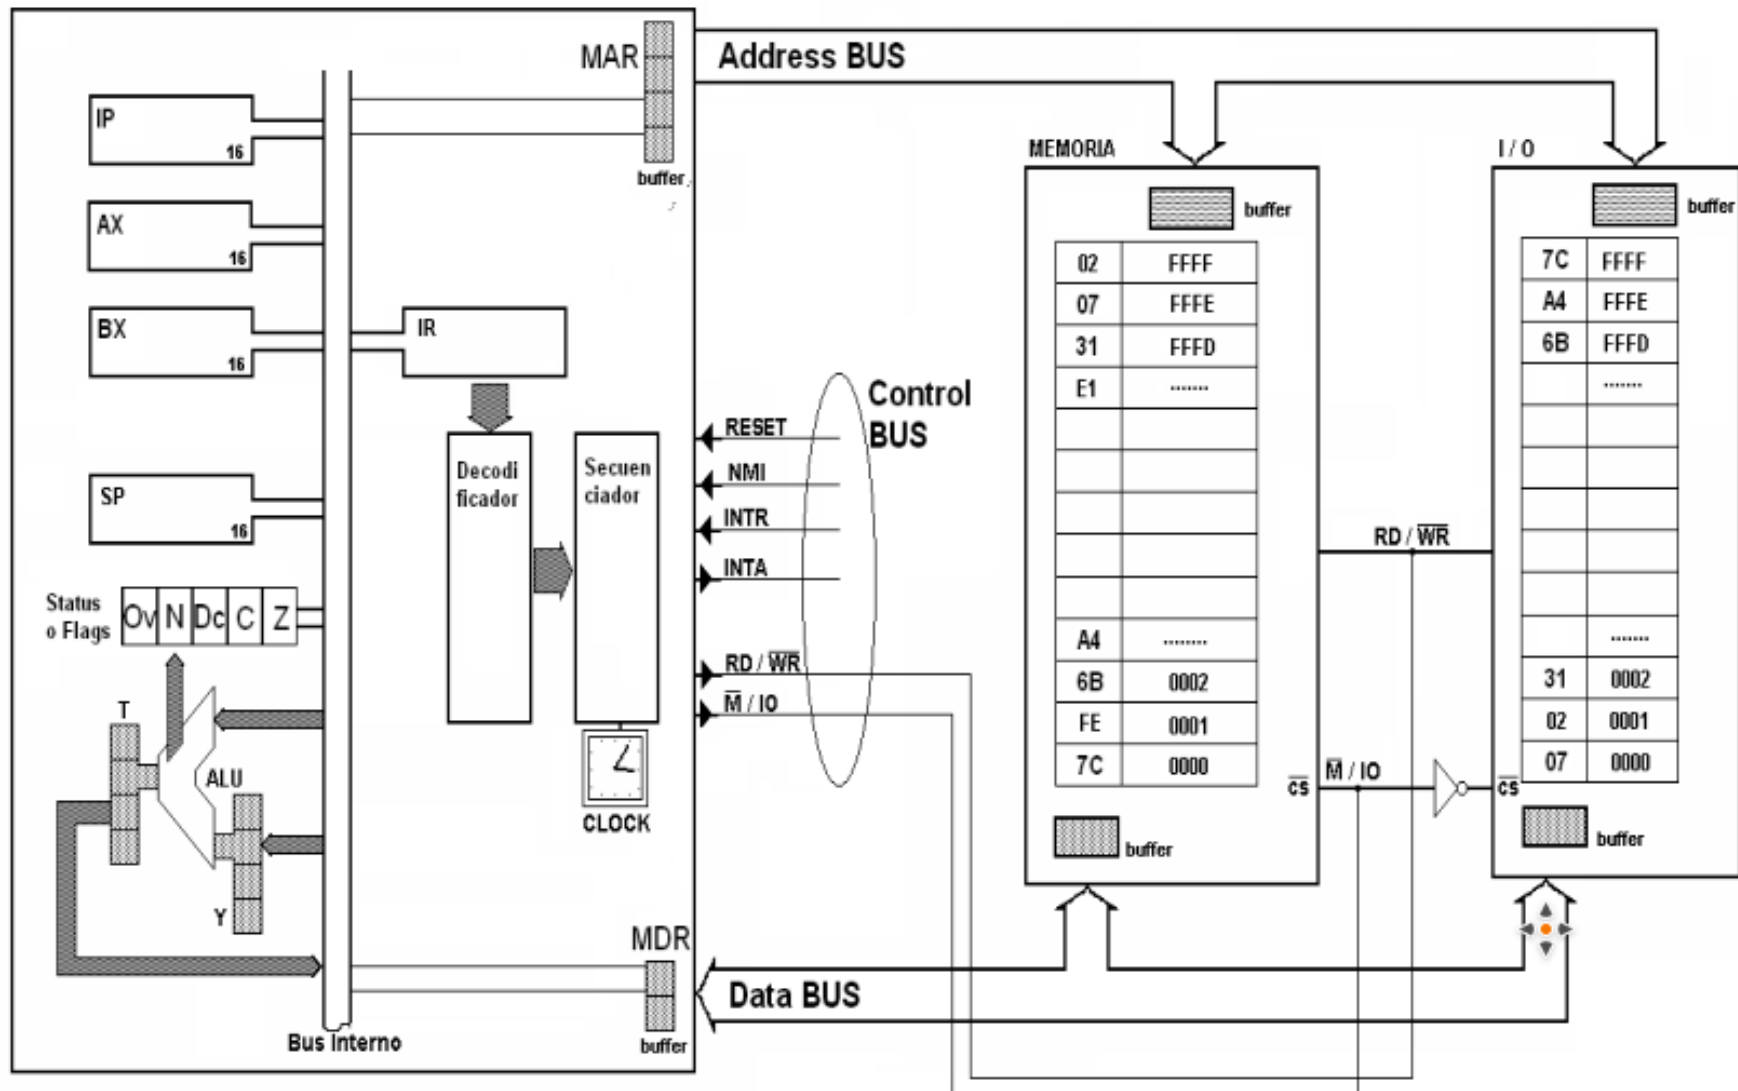 MAR
buffer
Address BUS
IP
16
AX
16
BX
16
IR
SP
16
Decodi
ficador
Secuen
ciador
CLOCK
Status
o Flags
Ov N Dc C Z
T
ALU
Y
Bus Interno
MDR
buffer
Data BUS
Control
BUS
RESET
NMI
INTR
INTA
RD / WR
M / IO
MEMORIA
buffer
02 FFFF
07 FFFE
31 FFFD
E1 .......
A4 ........
6B 0002
FE 0001
7C 0000
CS
buffer
RD / WR
M / IO
I / O
buffer
7C FFFF
A4 FFFE
6B FFFD
.......
.......
31 0002
02 0001
07 0000
CS
buffer